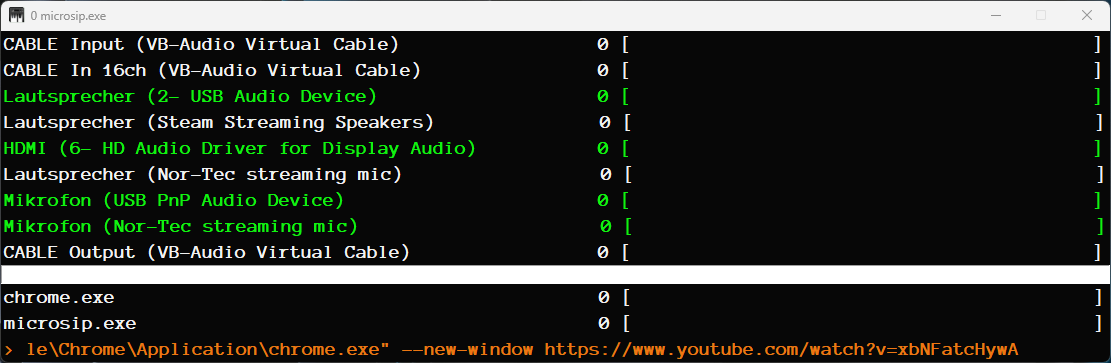 0 microsip.exe
CABLE Input (VB-Audio Virtual Cable) 0 [ ]
CABLE In 16ch (VB-Audio Virtual Cable) 0 [ ]
Lautsprecher (2- USB Audio Device) 0 [ ]
Lautsprecher (Steam Streaming Speakers) 0 [ ]
HDMI (6- HD Audio Driver for Display Audio) 0 [ ]
Lautsprecher (Nor-Tec streaming mic) 0 [ ]
Mikrofon (USB PnP Audio Device) 0 [ ]
Mikrofon (Nor-Tec streaming mic) 0 [ ]
CABLE Output (VB-Audio Virtual Cable) 0 [ ]
chrome.exe 0 [ ]
microsip.exe 0 [ ]
> le\Chrome\Application\chrome.exe" --new-window https://www.youtube.com/watch?v=xbNFatcHywA